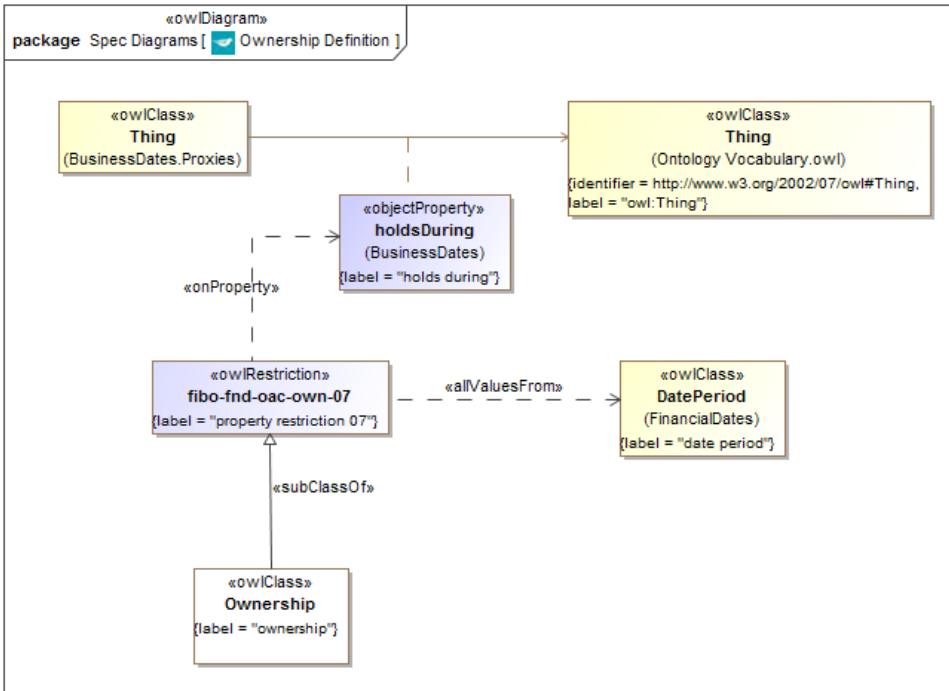 «owlDiagram»
package Spec Diagrams [ Ownership Definition ]
«owlClass»
Thing
(BusinessDates.Proxies)
«owlClass»
Thing
(Ontology Vocabulary.owl)
{identifier = http://www.w3.org/2002/07/owl#Thing,
label = "owl:Thing"}
«objectProperty»
holdsDuring
(BusinessDates)
{label = "holds during"}
«onProperty»
«owlRestriction»
fibo-fnd-oac-own-07
{label = "property restriction 07"}
«allValuesFrom»
«owlClass»
DatePeriod
(FinancialDates)
{label = "date period"}
«subClassOf»
«owlClass»
Ownership
{label = "ownership"}